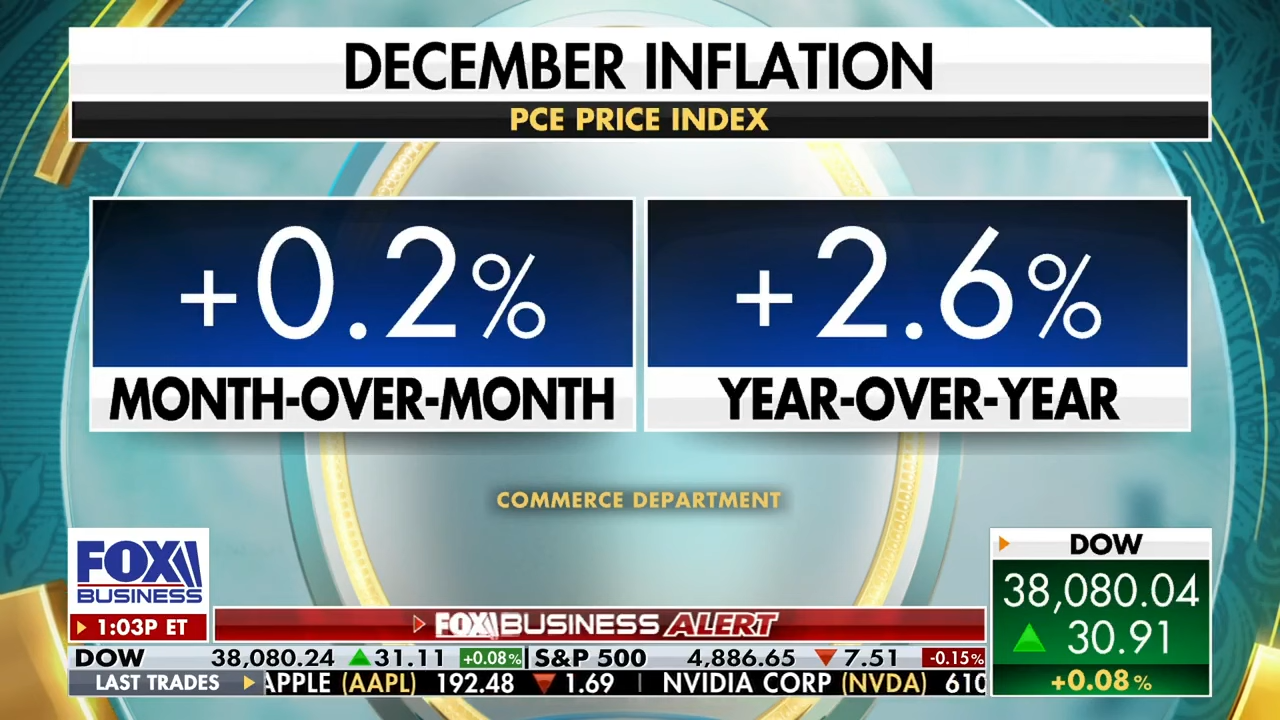 DECEMBER INFLATION
PCE PRICE INDEX
+0.2%
MONTH-OVER-MONTH
+2.6%
YEAR-OVER-YEAR
COMMERCE DEPARTMENT
FOX BUSINESS
1:03P ET
FOX BUSINESS ALERT
DOW
38,080.04
30.91
+0.08%
DOW 38,080.24 31.11 +0.08% S&P 500 4,886.65 7.51 -0.15%
LAST TRADES APPLE (AAPL) 192.48 1.69 | NVIDIA CORP (NVDA) 610